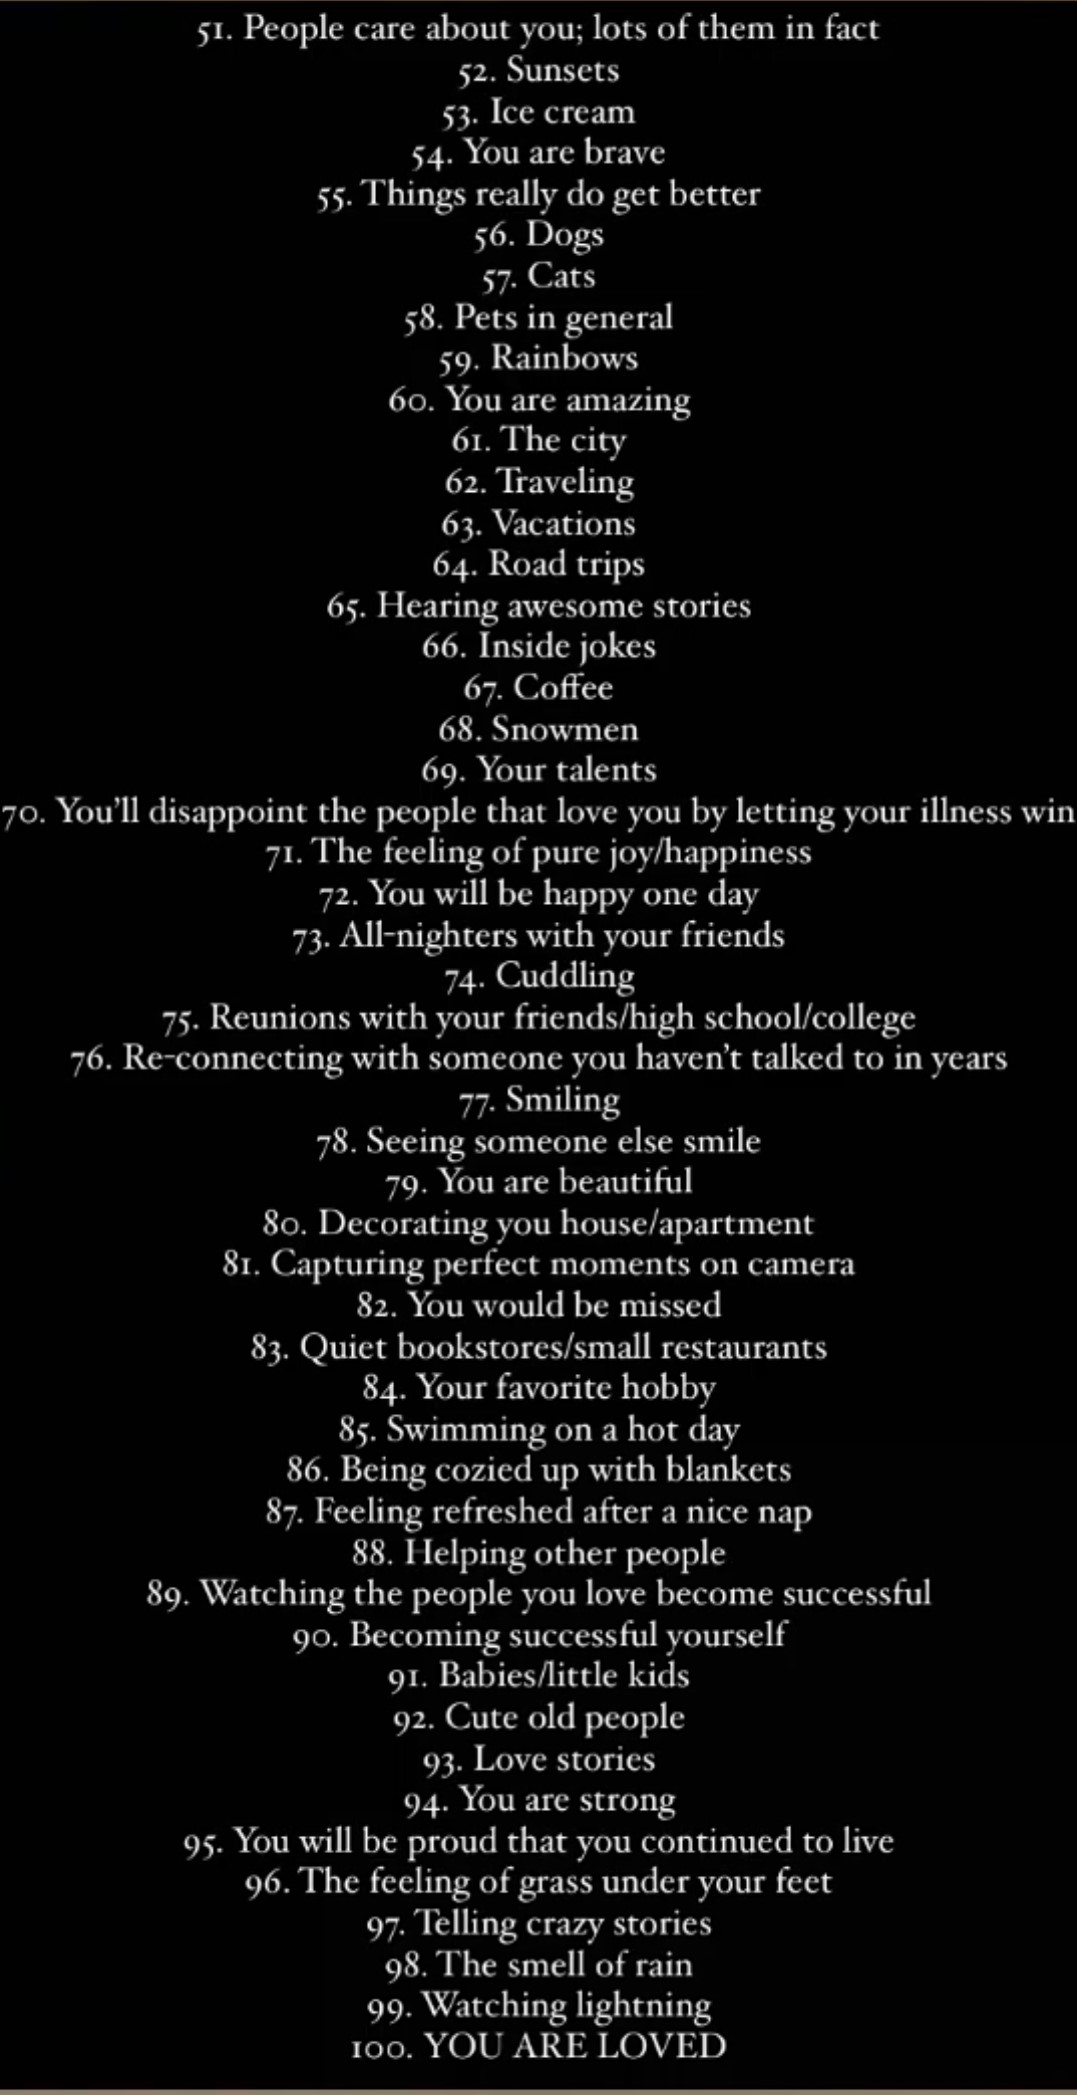 51. People care about you; lots of them in fact
52. Sunsets
53. Ice cream
54. You are brave
55. Things really do get better
56. Dogs
57. Cats
58. Pets in general
59. Rainbows
60. You are amazing
61. The city
62. Traveling
63. Vacations
64. Road trips
65. Hearing awesome stories
66. Inside jokes
67. Coffee
68. Snowmen
69. Your talents
70. You’ll disappoint the people that love you by letting your illness win
71. The feeling of pure joy/happiness
72. You will be happy one day
73. All-nighters with your friends
74. Cuddling
75. Reunions with your friends/high school/college
76. Re-connecting with someone you haven’t talked to in years
77. Smiling
78. Seeing someone else smile
79. You are beautiful
80. Decorating you house/apartment
81. Capturing perfect moments on camera
82. You would be missed
83. Quiet bookstores/small restaurants
84. Your favorite hobby
85. Swimming on a hot day
86. Being cozied up with blankets
87. Feeling refreshed after a nice nap
88. Helping other people
89. Watching the people you love become successful
90. Becoming successful yourself
91. Babies/little kids
92. Cute old people
93. Love stories
94. You are strong
95. You will be proud that you continued to live
96. The feeling of grass under your feet
97. Telling crazy stories
98. The smell of rain
99. Watching lightning
100. YOU ARE LOVED